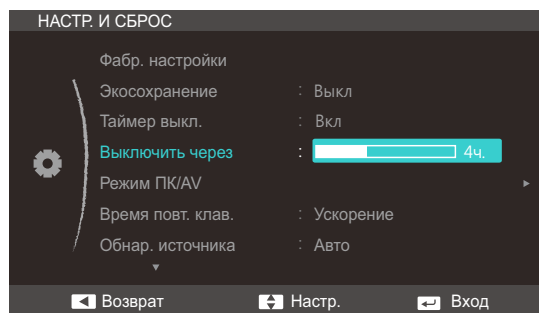 НАСТР. И СБРОС
Фабр. настройки
Экосохранение : Выкл
Таймер выкл. : Вкл
Выключить через : 4ч.
Режим ПК/AV
Время повт. клав. : Ускорение
Обнар. источника : Авто
Возврат Настр. Вход